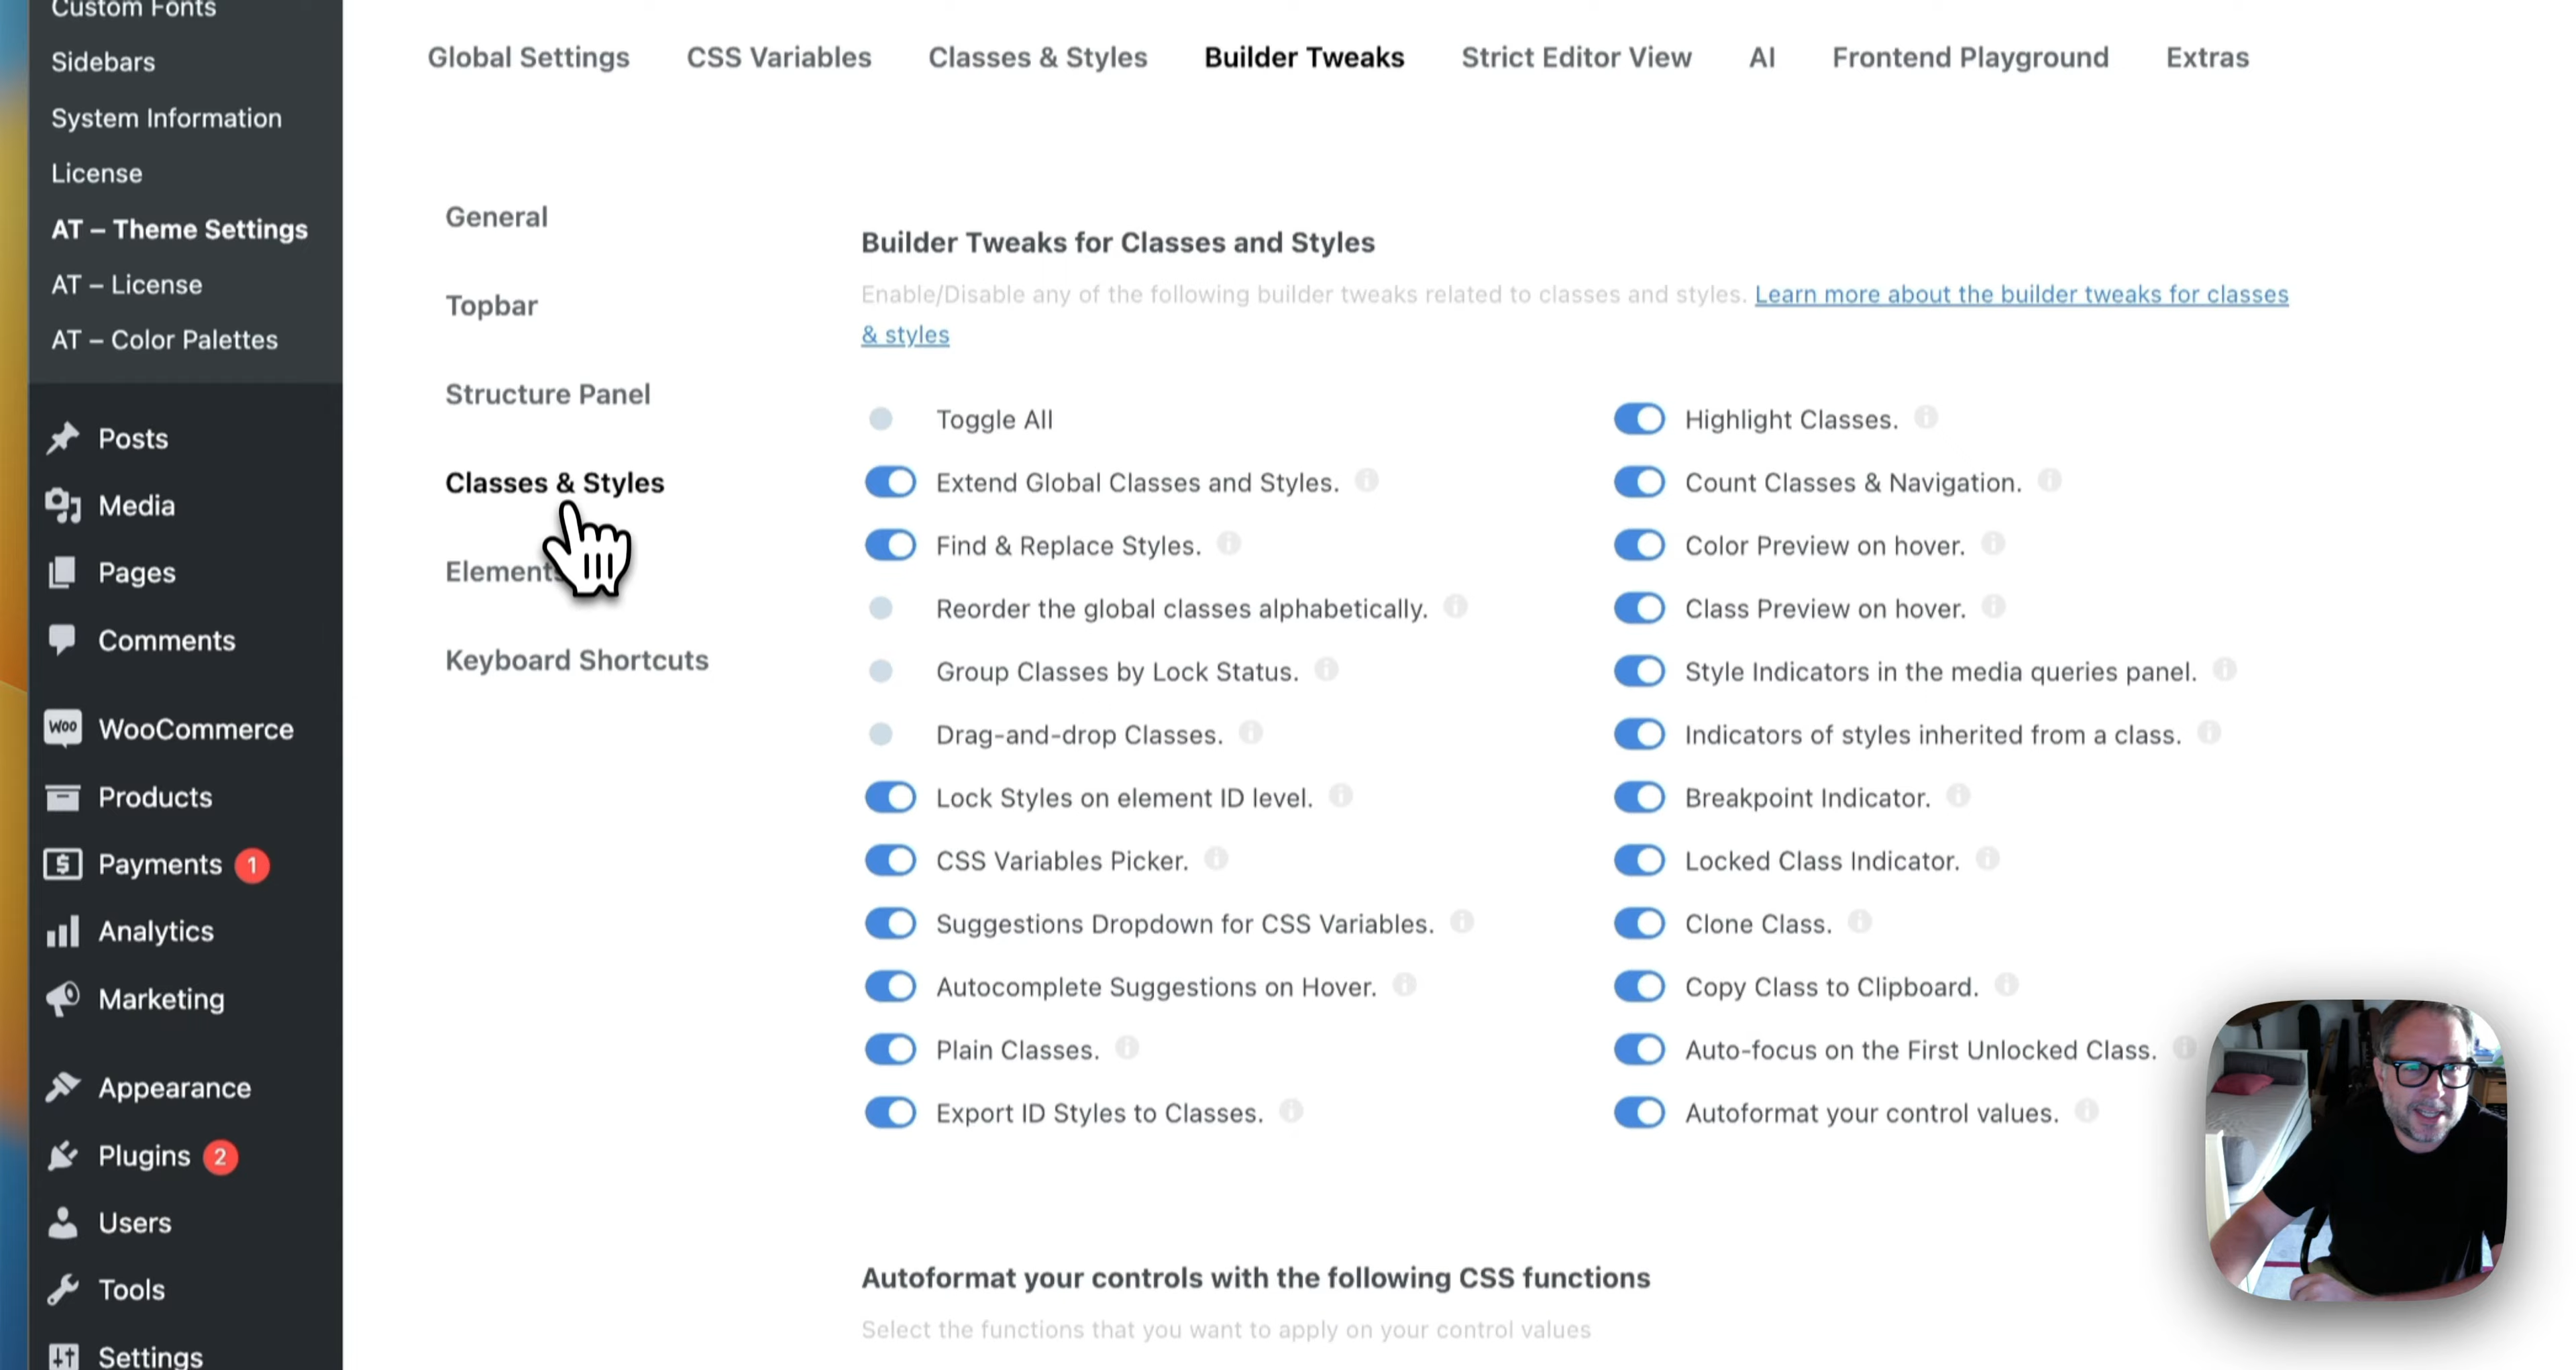 Custom Fonts
Sidebars
System Information
License
AT – Theme Settings
AT – License
AT – Color Palettes
Posts
Media
Pages
Comments
Woo WooCommerce
Products
Payments 1
Analytics
Marketing
Appearance
Plugins 2
Users
Tools
Settings
Global Settings CSS Variables Classes & Styles Builder Tweaks Strict Editor View AI Frontend Playground Extras
General
Topbar
Structure Panel
Classes & Styles
Elements
Keyboard Shortcuts
Builder Tweaks for Classes and Styles
Enable/Disable any of the following builder tweaks related to classes and styles. Learn more about the builder tweaks for classes
& styles
Toggle All
Extend Global Classes and Styles.
Find & Replace Styles.
Reorder the global classes alphabetically.
Group Classes by Lock Status.
Drag-and-drop Classes.
Lock Styles on element ID level.
CSS Variables Picker.
Suggestions Dropdown for CSS Variables.
Autocomplete Suggestions on Hover.
Plain Classes.
Export ID Styles to Classes.
Highlight Classes.
Count Classes & Navigation.
Color Preview on hover.
Class Preview on hover.
Style Indicators in the media queries panel.
Indicators of styles inherited from a class.
Breakpoint Indicator.
Locked Class Indicator.
Clone Class.
Copy Class to Clipboard.
Auto-focus on the First Unlocked Class.
Autoformat your control values.
Autoformat your controls with the following CSS functions
Select the functions that you want to apply on your control values